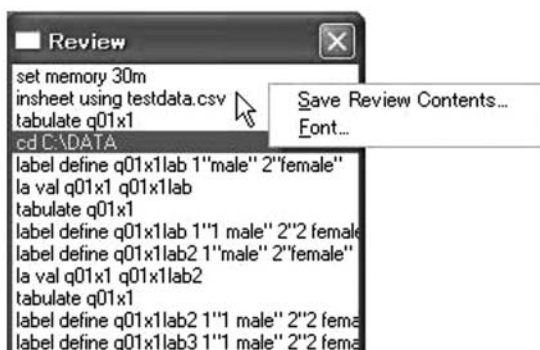 Review
set memory 30m
insheet using testdata.csv
tabulate q01x1
cd C:\DATA
label define q01x1lab 1"male" 2"female"
la val q01x1 q01x1lab
tabulate q01x1
label define q01x1lab 1"1 male" 2"2 female
label define q01x1lab2 1"male" 2"female"
la val q01x1 q01x1lab2
tabulate q01x1
label define q01x1lab2 1"1 male" 2"2 fema
label define q01x1lab3 1"1 male" 2"2 fema
Save Review Contents...
Font...